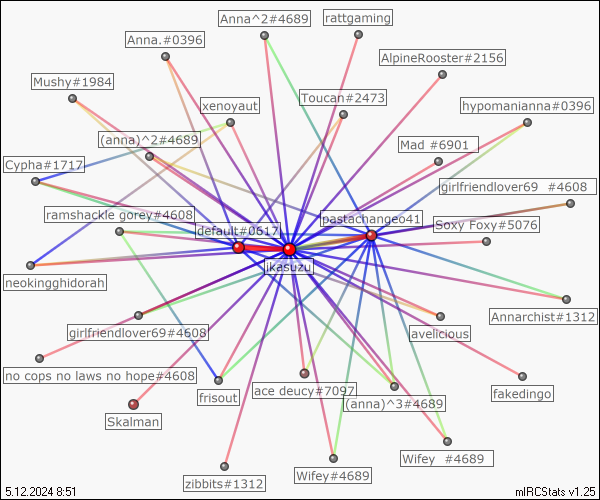 Anna^2#4689
rattgaming
Anna.#0396
AlpineRooster#2156
Mushy#1984
Toucan#2473
xenoyaut
hypomanianna#0396
(anna)^2#4689
Mad #6901
Cypha#1717
girlfriendlover69 #4608
ramshackle gorey#4608
pastachangeo41
default#0617
Soxy Foxy#5076
jkasuzu
neokingghidorah
Annarchist#1312
girlfriendlover69#4608
avelicious
no cops no laws no hope#4608
ace deucy#7097
fakedingo
frisout
(anna)^3#4689
Skalman
Wifey #4689
Wifey#4689
zibbits#1312
5.12.2024 8:51
mIRCStats v1.25